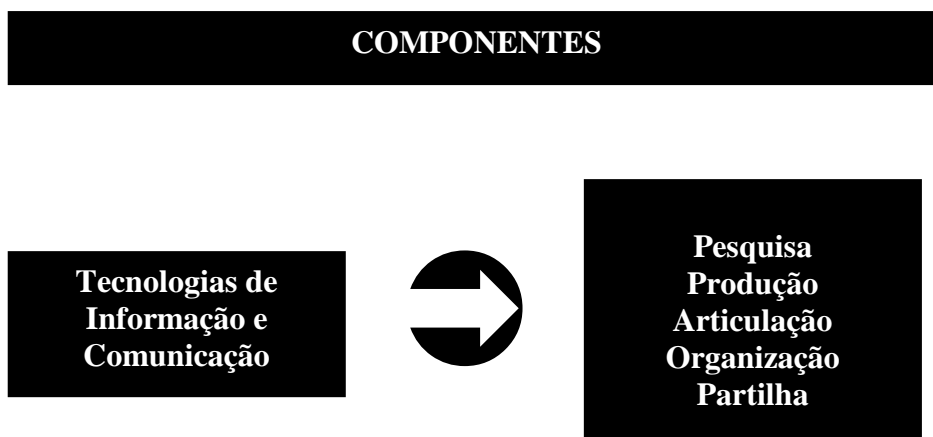 COMPONENTES
Tecnologias de
Informação e
Comunicação
Pesquisa
Produção
Articulação
Organização
Partilha